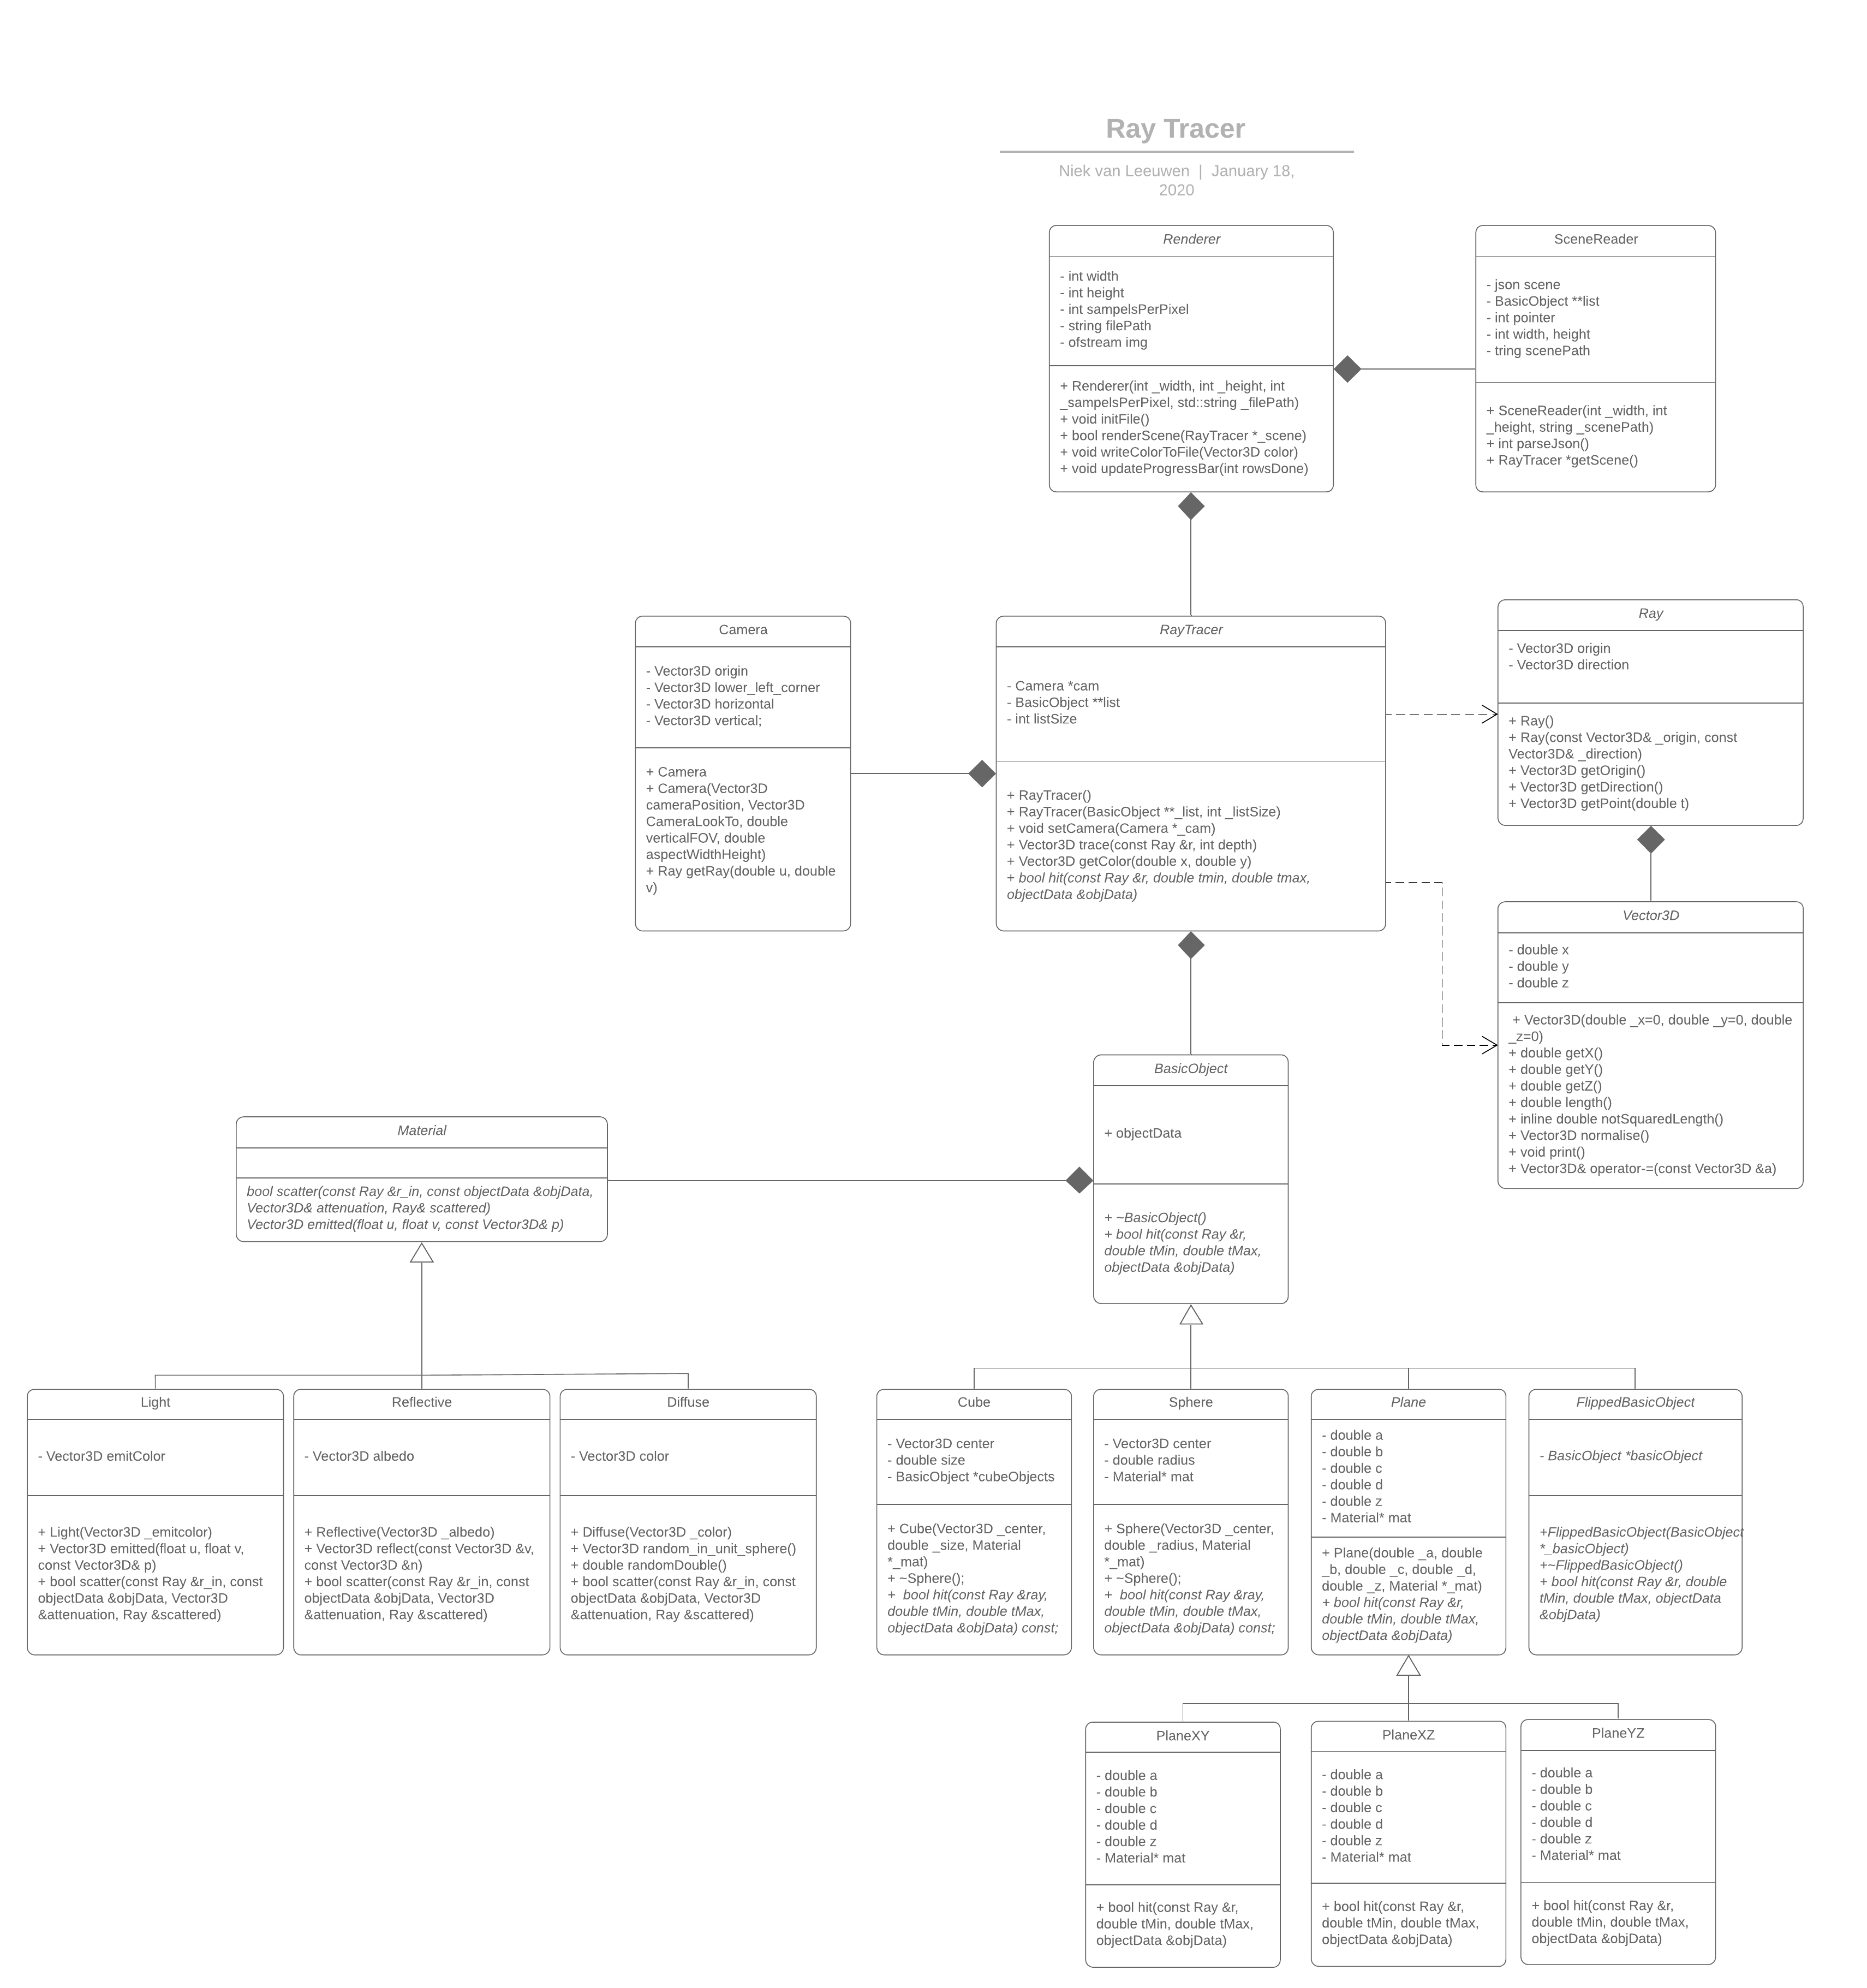 Ray Tracer
Niek van Leeuwen | January 18,
2020
Renderer
- int width
- int height
- int sampelsPerPixel
- string filePath
- ofstream img
+ Renderer(int _width, int _height, int
_sampelsPerPixel, std::string _filePath)
+ void initFile()
+ bool renderScene(RayTracer *_scene)
+ void writeColorToFile(Vector3D color)
+ void updateProgressBar(int rowsDone)
SceneReader
- json scene
- BasicObject **list
- int pointer
- int width, height
- tring scenePath
+ SceneReader(int _width, int
_height, string _scenePath)
+ int parseJson()
+ RayTracer *getScene()
Camera
- Vector3D origin
- Vector3D lower_left_corner
- Vector3D horizontal
- Vector3D vertical;
+ Camera
+ Camera(Vector3D
cameraPosition, Vector3D
CameraLookTo, double
verticalFOV, double
aspectWidthHeight)
+ Ray getRay(double u, double
v)
RayTracer
- Camera *cam
- BasicObject **list
- int listSize
+ RayTracer()
+ RayTracer(BasicObject **_list, int _listSize)
+ void setCamera(Camera *_cam)
+ Vector3D trace(const Ray &r, int depth)
+ Vector3D getColor(double x, double y)
+ bool hit(const Ray &r, double tmin, double tmax,
objectData &objData)
Ray
- Vector3D origin
- Vector3D direction
+ Ray()
+ Ray(const Vector3D& _origin, const
Vector3D& _direction)
+ Vector3D getOrigin()
+ Vector3D getDirection()
+ Vector3D getPoint(double t)
Vector3D
- double x
- double y
- double z
+ Vector3D(double _x=0, double _y=0, double
_z=0)
+ double getX()
+ double getY()
+ double getZ()
+ double length()
+ inline double notSquaredLength()
+ Vector3D normalise()
+ void print()
+ Vector3D& operator-=(const Vector3D &a)
BasicObject
+ objectData
+ ~BasicObject()
+ bool hit(const Ray &r,
double tMin, double tMax,
objectData &objData)
Material
bool scatter(const Ray &r_in, const objectData &objData,
Vector3D& attenuation, Ray& scattered)
Vector3D emitted(float u, float v, const Vector3D& p)
Light
- Vector3D emitColor
+ Light(Vector3D _emitcolor)
+ Vector3D emitted(float u, float v,
const Vector3D& p)
+ bool scatter(const Ray &r_in, const
objectData &objData, Vector3D
&attenuation, Ray &scattered)
Reflective
- Vector3D albedo
+ Reflective(Vector3D _albedo)
+ Vector3D reflect(const Vector3D &v,
const Vector3D &n)
+ bool scatter(const Ray &r_in, const
objectData &objData, Vector3D
&attenuation, Ray &scattered)
Diffuse
- Vector3D color
+ Diffuse(Vector3D _color)
+ Vector3D random_in_unit_sphere()
+ double randomDouble()
+ bool scatter(const Ray &r_in, const
objectData &objData, Vector3D
&attenuation, Ray &scattered)
Cube
- Vector3D center
- double size
- BasicObject *cubeObjects
+ Cube(Vector3D _center,
double _size, Material
*_mat)
+ ~Sphere();
+ bool hit(const Ray &ray,
double tMin, double tMax,
objectData &objData) const;
Sphere
- Vector3D center
- double radius
- Material* mat
+ Sphere(Vector3D _center,
double _radius, Material
*_mat)
+ ~Sphere();
+ bool hit(const Ray &ray,
double tMin, double tMax,
objectData &objData) const;
Plane
- double a
- double b
- double c
- double d
- double z
- Material* mat
+ Plane(double _a, double
_b, double _c, double _d,
double _z, Material *_mat)
+ bool hit(const Ray &r,
double tMin, double tMax,
objectData &objData)
FlippedBasicObject
- BasicObject *basicObject
+FlippedBasicObject(BasicObject
*_basicObject)
+~FlippedBasicObject()
+ bool hit(const Ray &r, double
tMin, double tMax, objectData
&objData)
PlaneXY
- double a
- double b
- double c
- double d
- double z
- Material* mat
+ bool hit(const Ray &r,
double tMin, double tMax,
objectData &objData)
PlaneXZ
- double a
- double b
- double c
- double d
- double z
- Material* mat
+ bool hit(const Ray &r,
double tMin, double tMax,
objectData &objData)
PlaneYZ
- double a
- double b
- double c
- double d
- double z
- Material* mat
+ bool hit(const Ray &r,
double tMin, double tMax,
objectData &objData)